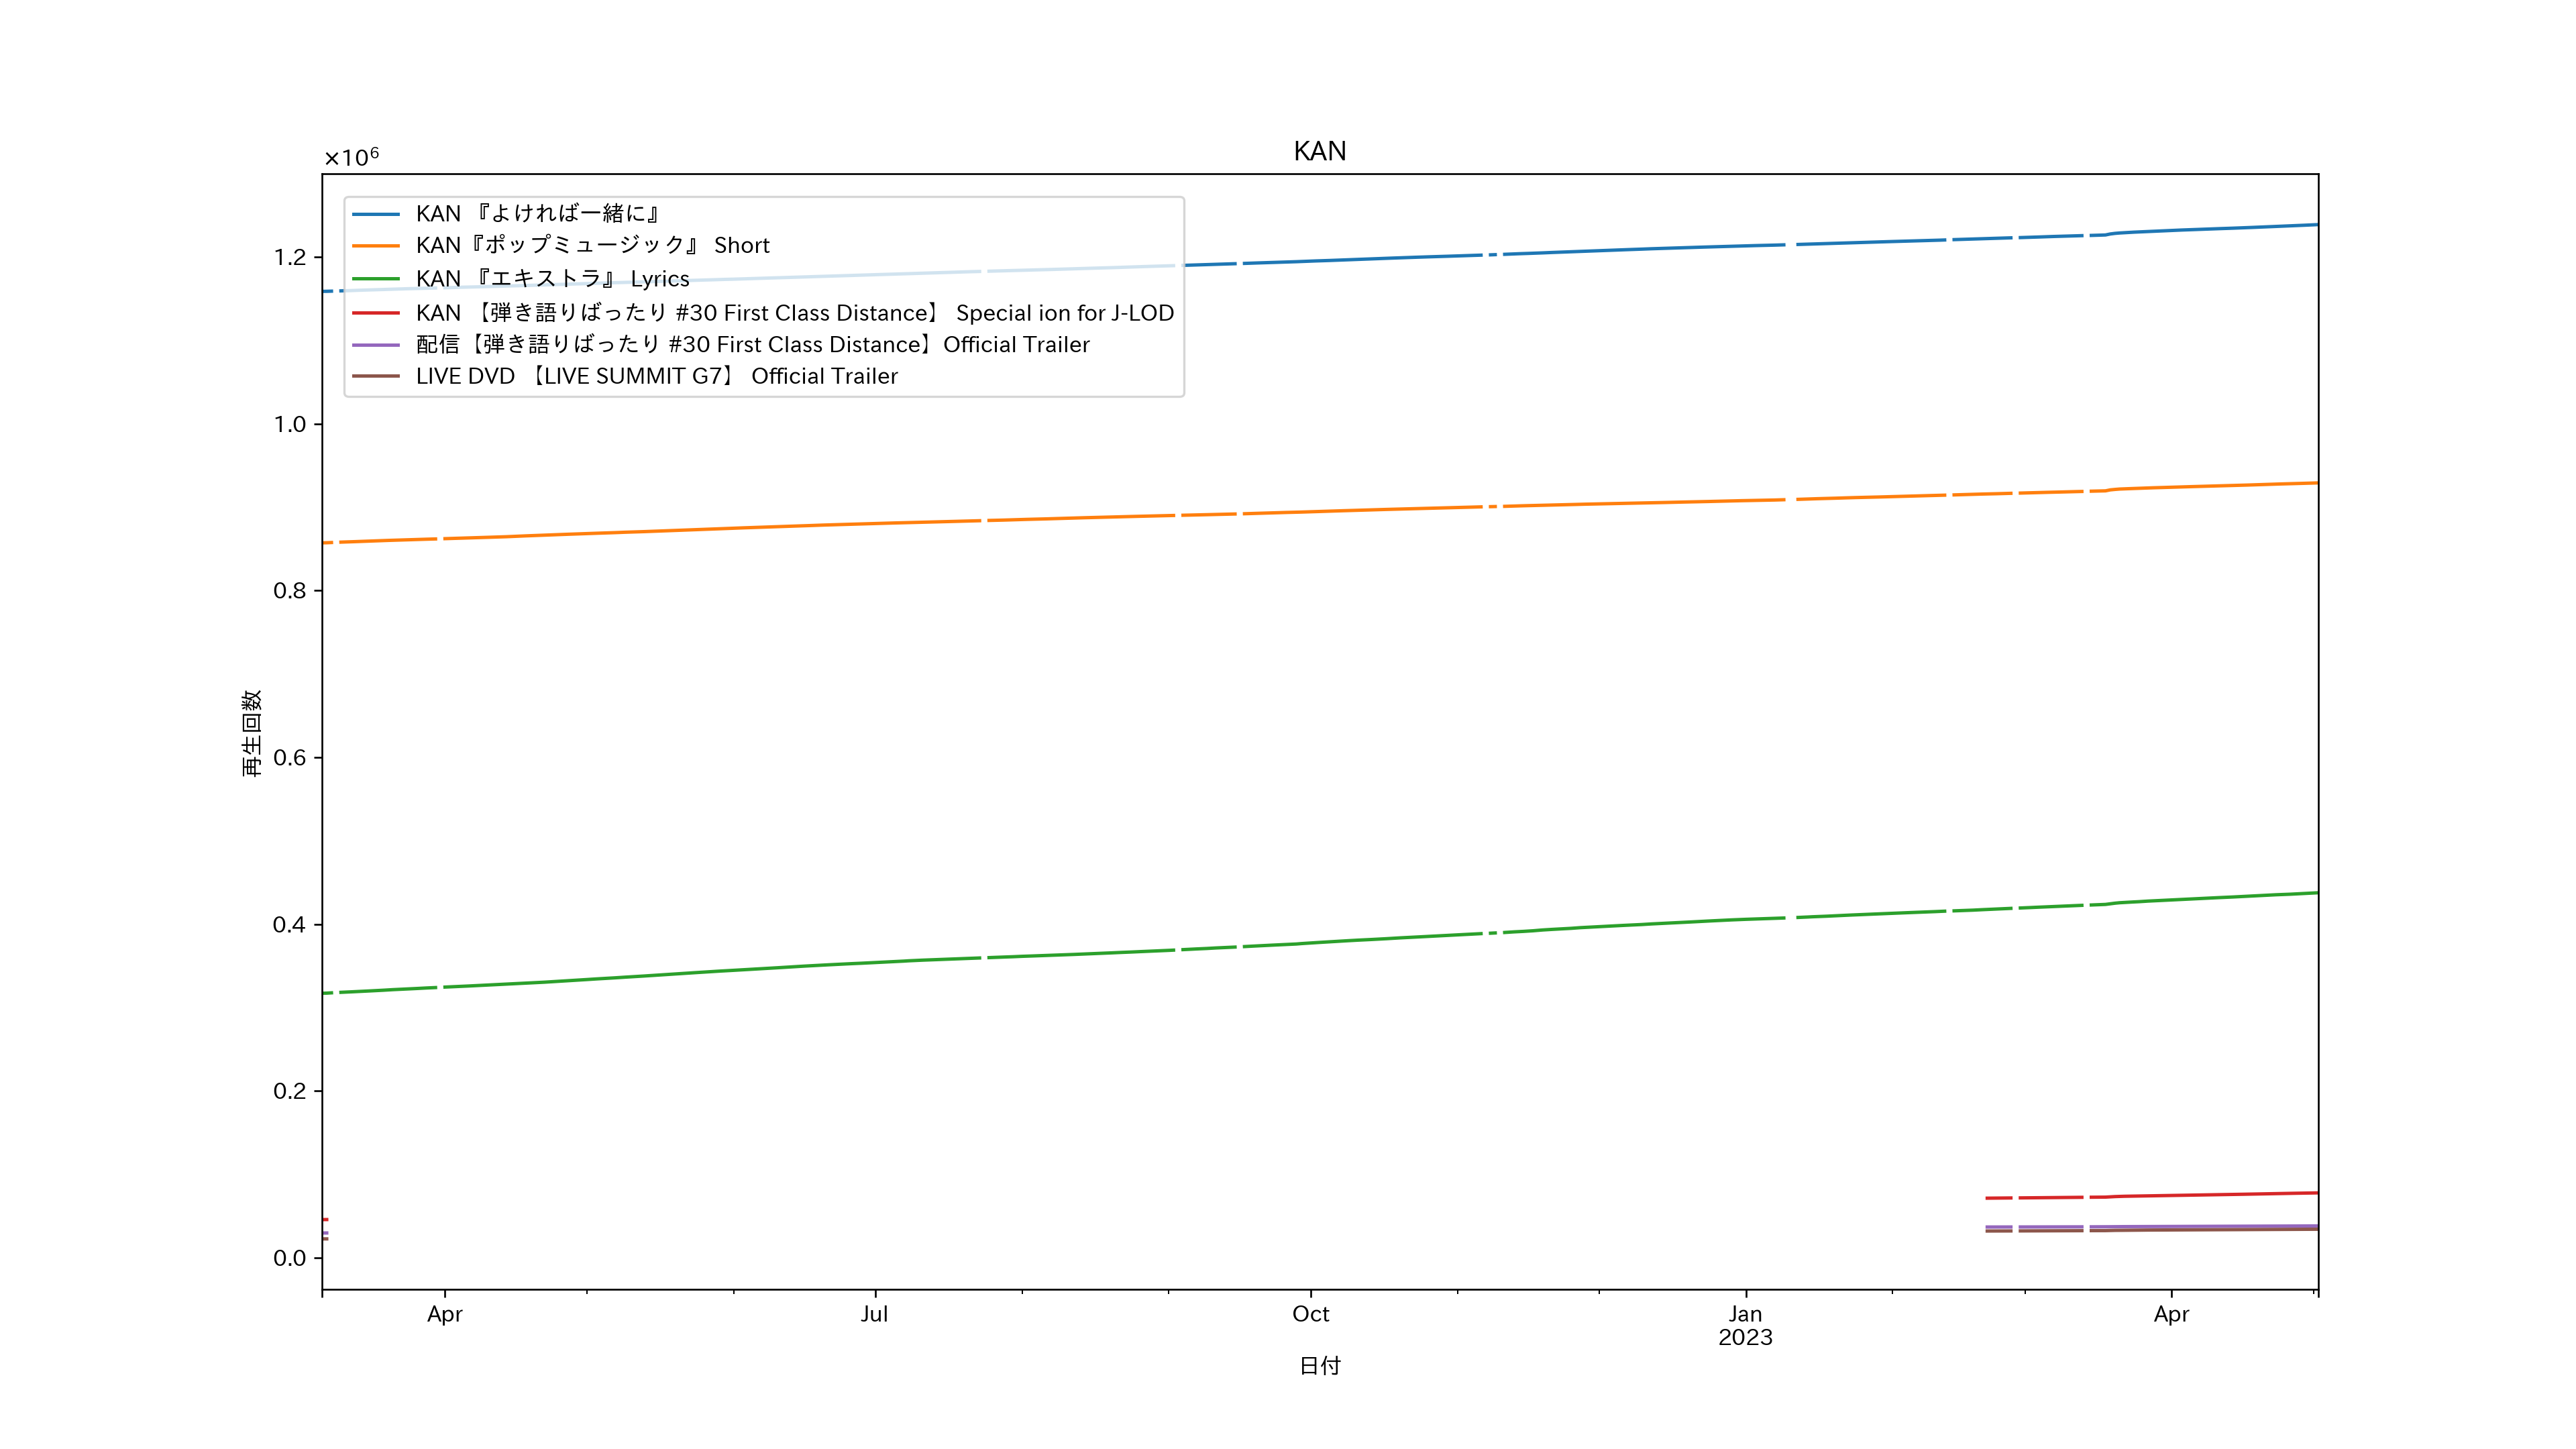 KAN
×10⁶
KAN 『よければ一緒に』
KAN『ポップミュージック』 Short
KAN 『エキストラ』 Lyrics
KAN 【弾き語りばったり #30 First Class Distance】 Special ion for J-LOD
配信【弾き語りばったり #30 First Class Distance】Official Trailer
LIVE DVD 【LIVE SUMMIT G7】 Official Trailer
1.2
1.0
0.8
0.6
0.4
0.2
0.0
再生回数
Apr
Jul
Oct
Jan
2023
Apr
日付